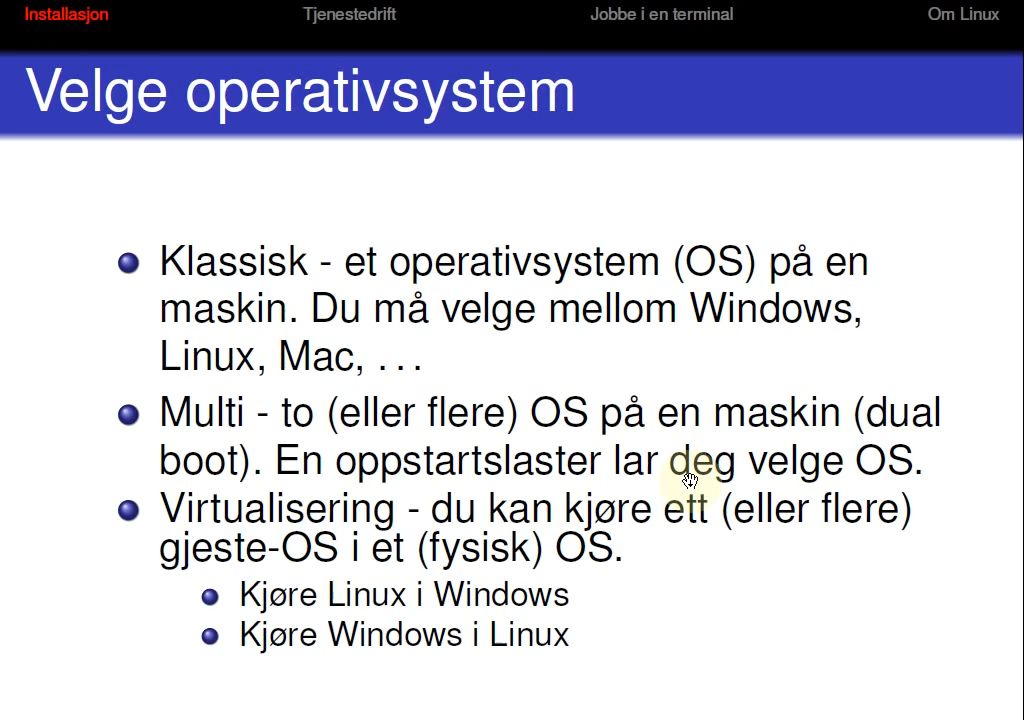 Installasjon Tjenestedrift Jobbe i en terminal Om Linux
Velge operativsystem
Klassisk - et operativsystem (OS) på en
maskin. Du må velge mellom Windows,
Linux, Mac, ...
Multi - to (eller flere) OS på en maskin (dual
boot). En oppstartslaster lar deg velge OS.
Virtualisering - du kan kjøre ett (eller flere)
gjeste-OS i et (fysisk) OS.
Kjøre Linux i Windows
Kjøre Windows i Linux